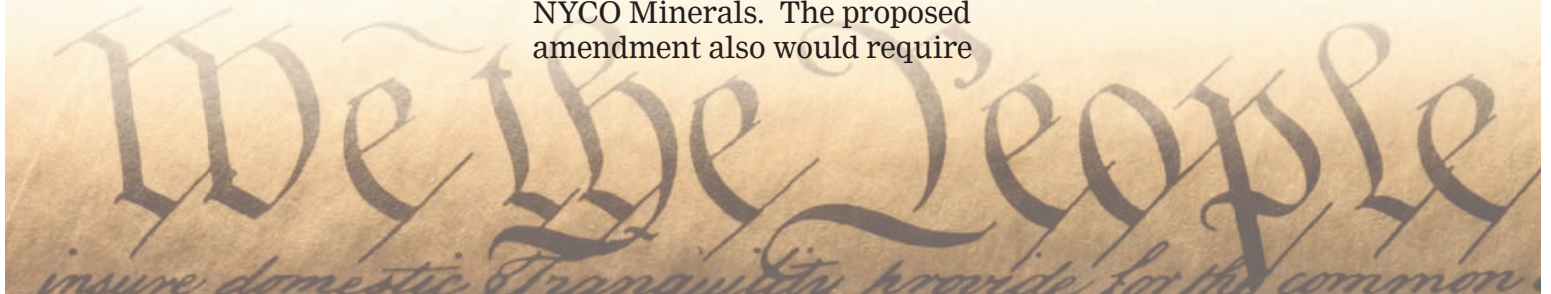 NYCO Minerals. The proposed
amendment also would require
We the People
insure domestic Tranquility provide for the common